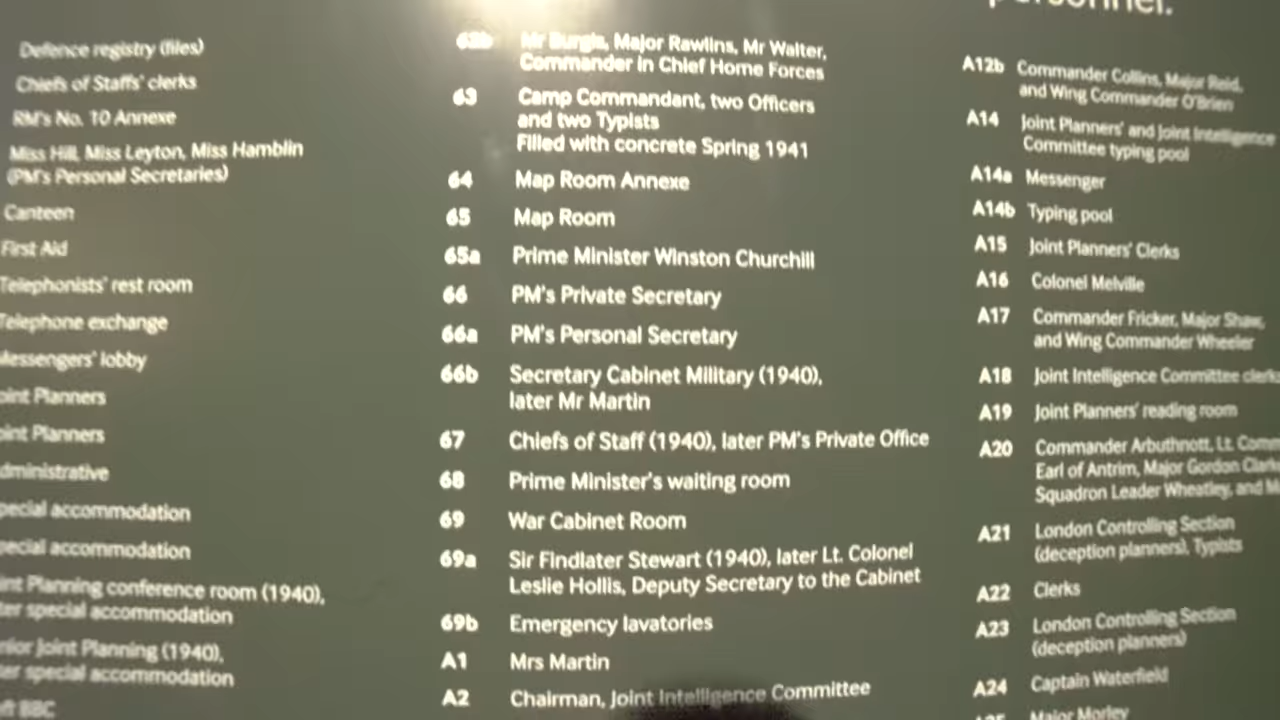 personnel.
Defence registry (files)
Chiefs of Staffs' clerks
RM's No. 10 Annexe
Miss Hill, Miss Leyton, Miss Hamblin
(PM's Personal Secretaries)
Canteen
First Aid
Telephonists' rest room
Telephone exchange
Messengers' lobby
Joint Planners
Joint Planners
Administrative
special accommodation
special accommodation
Joint Planning conference room (1940),
later special accommodation
Joint Planning (1940),
later special accommodation
BBC
62b Mr Burgis, Major Rawlins, Mr Walter,
Commander in Chief Home Forces
63 Camp Commandant, two Officers
and two Typists
Filled with concrete Spring 1941
64 Map Room Annexe
65 Map Room
65a Prime Minister Winston Churchill
66 PM's Private Secretary
66a PM's Personal Secretary
66b Secretary Cabinet Military (1940),
later Mr Martin
67 Chiefs of Staff (1940), later PM's Private Office
68 Prime Minister's waiting room
69 War Cabinet Room
69a Sir Findlater Stewart (1940), later Lt. Colonel
Leslie Hollis, Deputy Secretary to the Cabinet
69b Emergency lavatories
A1 Mrs Martin
A2 Chairman, Joint Intelligence Committee
A12b Commander Collins, Major Reid,
and Wing Commander O'Brien
A14 Joint Planners' and Joint Intelligence
Committee typing pool
A14a Messenger
A14b Typing pool
A15 Joint Planners' Clerks
A16 Colonel Melville
A17 Commander Fricker, Major Shaw,
and Wing Commander Wheeler
A18 Joint Intelligence Committee clerks
A19 Joint Planners' reading room
A20 Commander Arbuthnott, Lt.
Earl of Antrim, Major Gordon
Squadron Leader Wheatley, and
A21 London Controlling Section
(deception planners), Typists
A22 Clerks
A23 London Controlling Section
(deception planners)
A24 Captain Waterfield
Major Morley